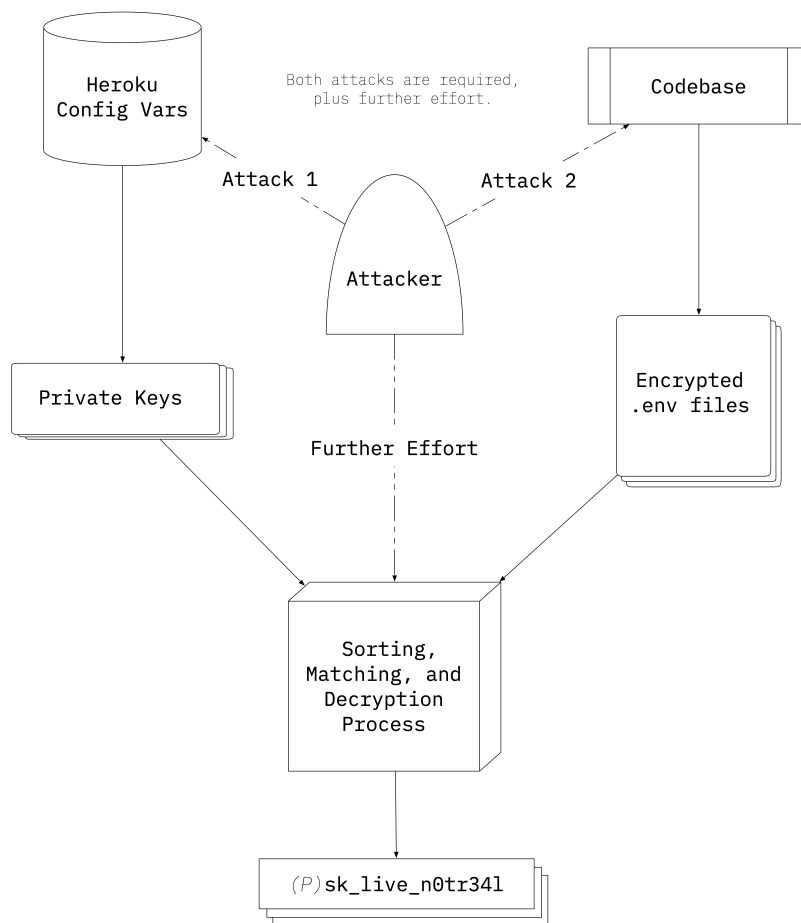 Heroku
Config Vars
Both attacks are required,
plus further effort.
Codebase
Attack 1
Attack 2
Attacker
Private Keys
Encrypted
.env files
Further Effort
Sorting,
Matching, and
Decryption
Process
(P)sk_live_n0tr34l